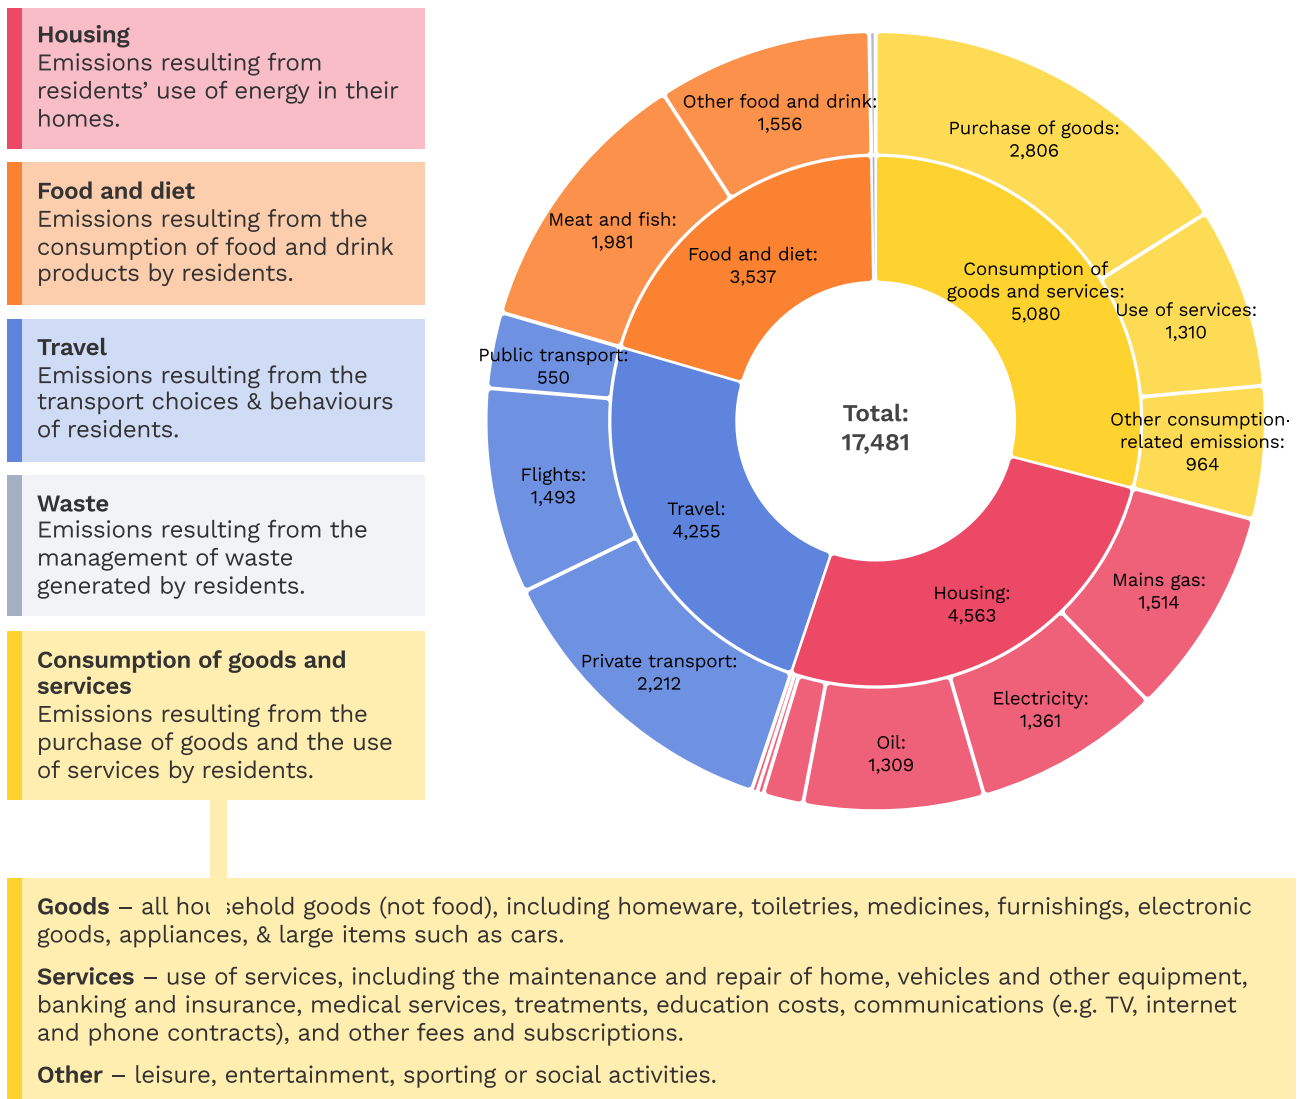 Housing
Emissions resulting from
residents’ use of energy in their
homes.
Food and diet
Emissions resulting from the
consumption of food and drink
products by residents.
Travel
Emissions resulting from the
transport choices & behaviours
of residents.
Waste
Emissions resulting from the
management of waste
generated by residents.
Consumption of goods and
services
Emissions resulting from the
purchase of goods and the use
of services by residents.
Other food and drink:
1,556
Purchase of goods:
2,806
Meat and fish:
1,981
Food and diet:
3,537
Consumption of
goods and services:
5,080
Use of services:
1,310
Public transport:
550
Total:
17,481
Other consumption-
related emissions:
964
Flights:
1,493
Travel:
4,255
Housing:
4,563
Mains gas:
1,514
Private transport:
2,212
Electricity:
1,361
Oil:
1,309
Goods – all household goods (not food), including homeware, toiletries, medicines, furnishings, electronic
goods, appliances, & large items such as cars.
Services – use of services, including the maintenance and repair of home, vehicles and other equipment,
banking and insurance, medical services, treatments, education costs, communications (e.g. TV, internet
and phone contracts), and other fees and subscriptions.
Other – leisure, entertainment, sporting or social activities.